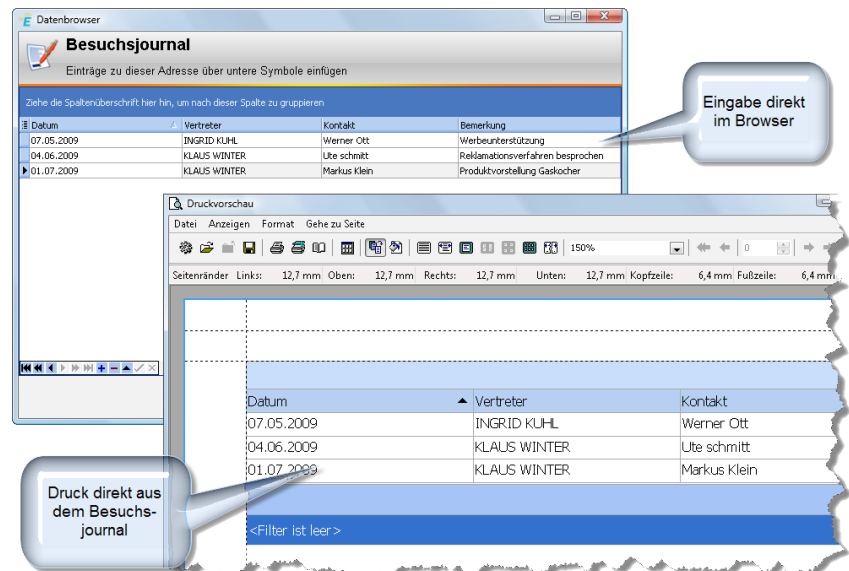 Datenbrowser
Besuchsjournal
Einträge zu dieser Adresse über untere Symbole einfügen
Ziehe die Spaltenüberschrift hier hin, um nach dieser Spalte zu gruppieren
Datum Vertreter Kontakt Bemerkung
07.05.2009 INGRID KUHL Werner Ott Werbeunterstützung
04.06.2009 KLAUS WINTER Ute schmitt Reklamationsverfahren besprochen
01.07.2009 KLAUS WINTER Markus Klein Produktvorstellung Gaskocher
Eingabe direkt
im Browser
Druckvorschau
Datei Anzeigen Format Gehe zu Seite
150% 0
Seitenränder Links: 12,7 mm Oben: 12,7 mm Rechts: 12,7 mm Unten: 12,7 mm Kopfzeile: 6,4 mm Fußzeile: 6,4 mm
Datum Vertreter Kontakt
07.05.2009 INGRID KUHL Werner Ott
04.06.2009 KLAUS WINTER Ute schmitt
01.07.2009 KLAUS WINTER Markus Klein
<Filter ist leer>
Druck direkt aus
dem Besuchs-
journal